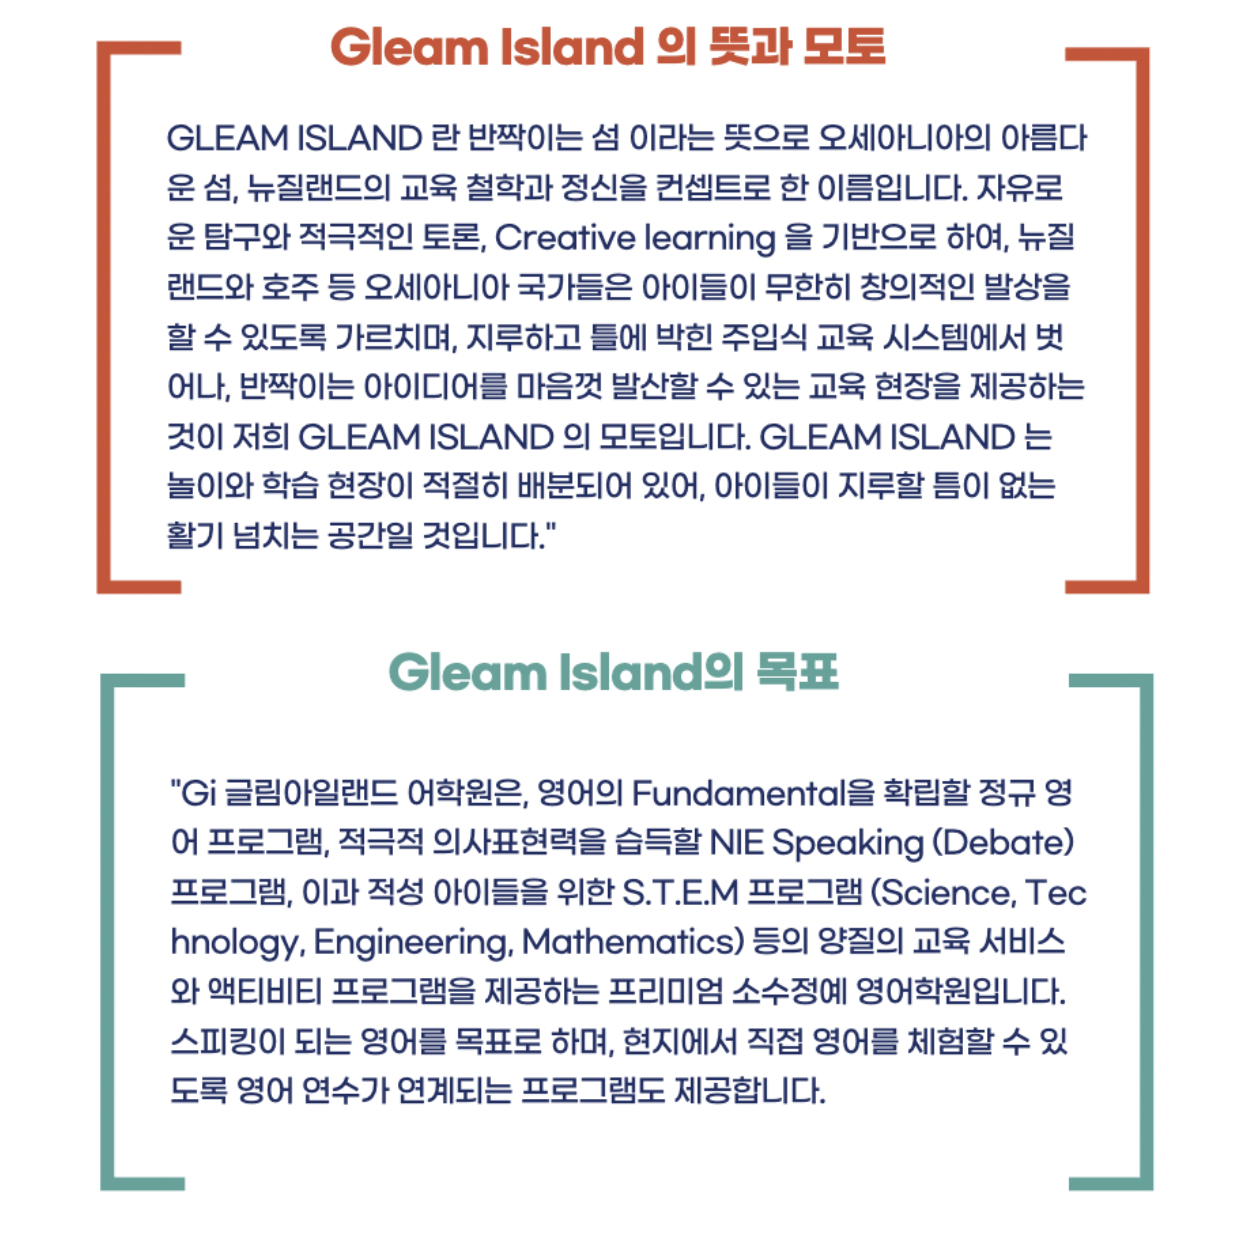 Gleam Island 의 뜻과 모토
GLEAM ISLAND 란 반짝이는 섬 이라는 뜻으로 오세아니아의 아름다
운 섬, 뉴질랜드의 교육 철학과 정신을 컨셉트로 한 이름입니다. 자유로
운 탐구와 적극적인 토론, Creative learning 을 기반으로 하여, 뉴질
랜드와 호주 등 오세아니아 국가들은 아이들이 무한히 창의적인 발상을
할 수 있도록 가르치며, 지루하고 틀에 박힌 주입식 교육 시스템에서 벗
어나, 반짝이는 아이디어를 마음껏 발산할 수 있는 교육 현장을 제공하는
것이 저희 GLEAM ISLAND 의 모토입니다. GLEAM ISLAND 는
놀이와 학습 현장이 적절히 배분되어 있어, 아이들이 지루할 틈이 없는
활기 넘치는 공간일 것입니다."
Gleam Island의 목표
"Gi 글림아일랜드 어학원은, 영어의 Fundamental을 확립할 정규 영
어 프로그램, 적극적 의사표현력을 습득할 NIE Speaking (Debate)
프로그램, 이과 적성 아이들을 위한 S.T.E.M 프로그램 (Science, Tec
hnology, Engineering, Mathematics) 등의 양질의 교육 서비스
와 액티비티 프로그램을 제공하는 프리미엄 소수정예 영어학원입니다.
스피킹이 되는 영어를 목표로 하며, 현지에서 직접 영어를 체험할 수 있
도록 영어 연수가 연계되는 프로그램도 제공합니다.